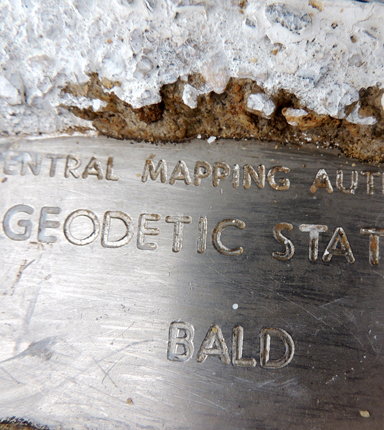 ENTRAL MAPPING AUT
GEODETIC STAT
BALD